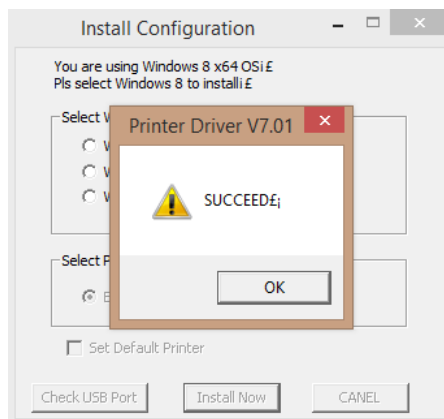 Install Configuration
You are using Windows 8 x64 OS¡£
Pls select Windows 8 to install¡£
Select
Printer Driver V7.01
SUCCEED£¡
OK
Select
Set Default Printer
Check USB Port
Install Now
CANEL